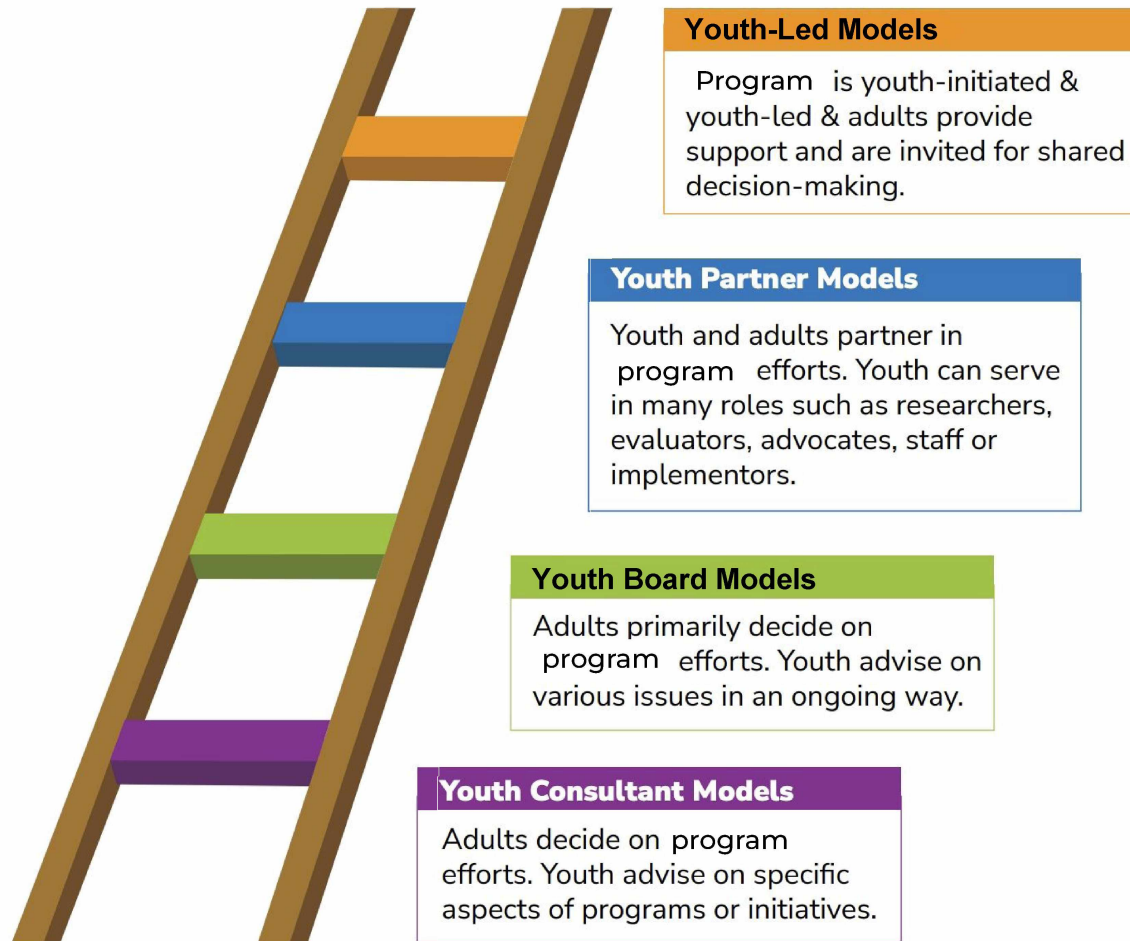 Youth-Led Models
Program is youth-initiated &
youth-led & adults provide
support and are invited for shared
decision-making.
Youth Partner Models
Youth and adults partner in
program efforts. Youth can serve
in many roles such as researchers,
evaluators, advocates, staff or
implementors.
Youth Board Models
Adults primarily decide on
program efforts. Youth advise on
various issues in an ongoing way.
Youth Consultant Models
Adults decide on program
efforts. Youth advise on specific
aspects of programs or initiatives.